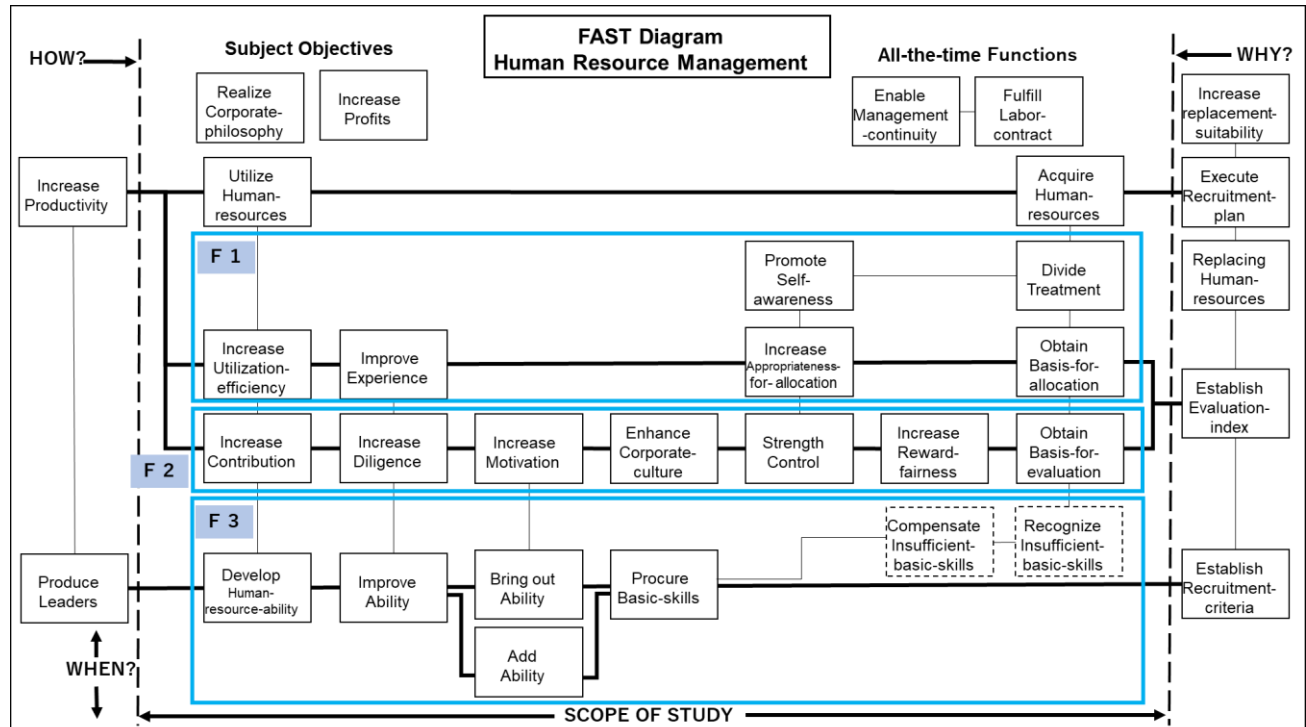 FAST Diagram
Human Resource Management
HOW?
Subject Objectives
All-the-time Functions
WHY?
Realize
Corporate-
philosophy
Increase
Profits
Enable
Management
-continuity
Fulfill
Labor-
contract
Increase
replacement-
suitability
Increase
Productivity
Utilize
Human-
resources
Acquire
Human-
resources
Execute
Recruitment-
plan
F 1
Promote
Self-
awareness
Divide
Treatment
Replacing
Human-
resources
Increase
Utilization-
efficiency
Improve
Experience
Increase
Appropriateness-
for- allocation
Obtain
Basis-for-
allocation
Establish
Evaluation-
index
F 2
Increase
Contribution
Increase
Diligence
Increase
Motivation
Enhance
Corporate-
culture
Strength
Control
Increase
Reward-
fairness
Obtain
Basis-for-
evaluation
F 3
Compensate
Insufficient-
basic-skills
Recognize
Insufficient-
basic-skills
Produce
Leaders
Develop
Human-
resource-ability
Improve
Ability
Bring out
Ability
Procure
Basic-skills
Establish
Recruitment-
criteria
Add
Ability
WHEN?
SCOPE OF STUDY